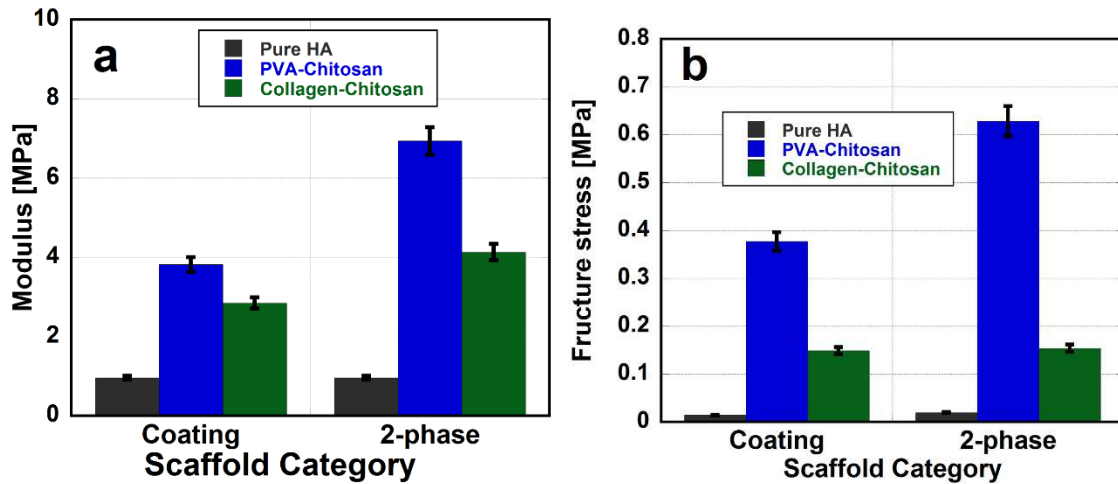 a
Pure HA
PVA-Chitosan
Collagen-Chitosan
Modulus [MPa]
10
8
6
4
2
0
Coating
2-phase
Scaffold Category
b
Pure HA
PVA-Chitosan
Collagen-Chitosan
Fructure stress [MPa]
0.8
0.7
0.6
0.5
0.4
0.3
0.2
0.1
0
Coating
2-phase
Scaffold Category